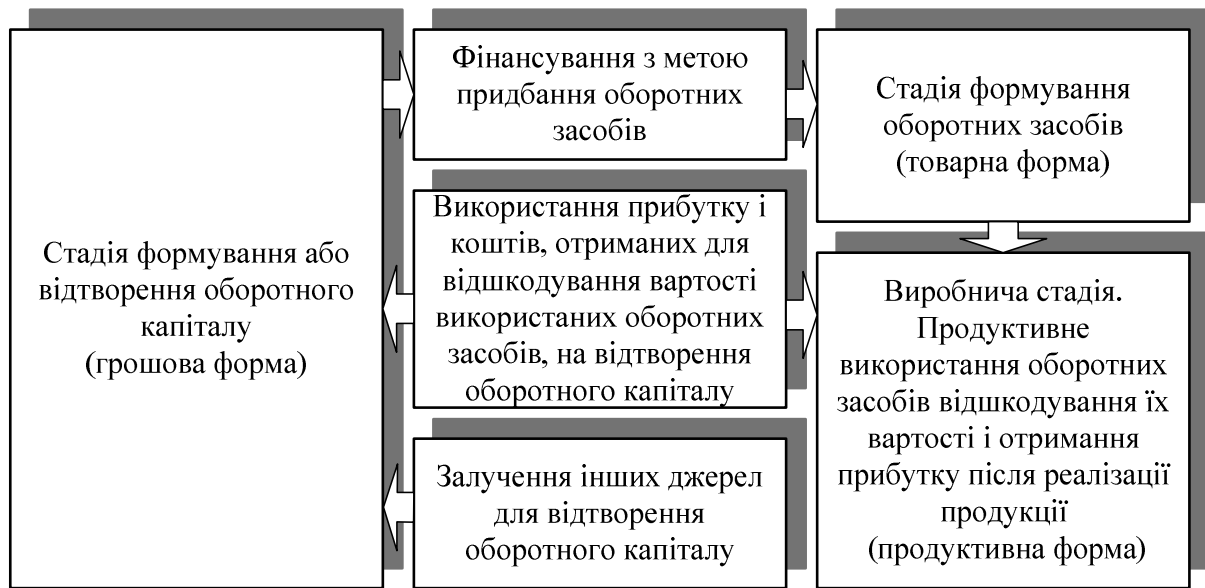 Стадія формування або
відтворення оборотного
капіталу
(грошова форма)
Фінансування з метою
придбання оборотних
засобів
Стадія формування
оборотних засобів
(товарна форма)
Використання прибутку і
коштів, отриманих для
відшкодування вартості
використаних оборотних
засобів, на відтворення
оборотного капіталу
Виробнича стадія.
Продуктивне
використання оборотних
засобів відшкодування їх
вартості і отримання
прибутку після реалізації
продукції
(продуктивна форма)
Залучення інших джерел
для відтворення
оборотного капіталу